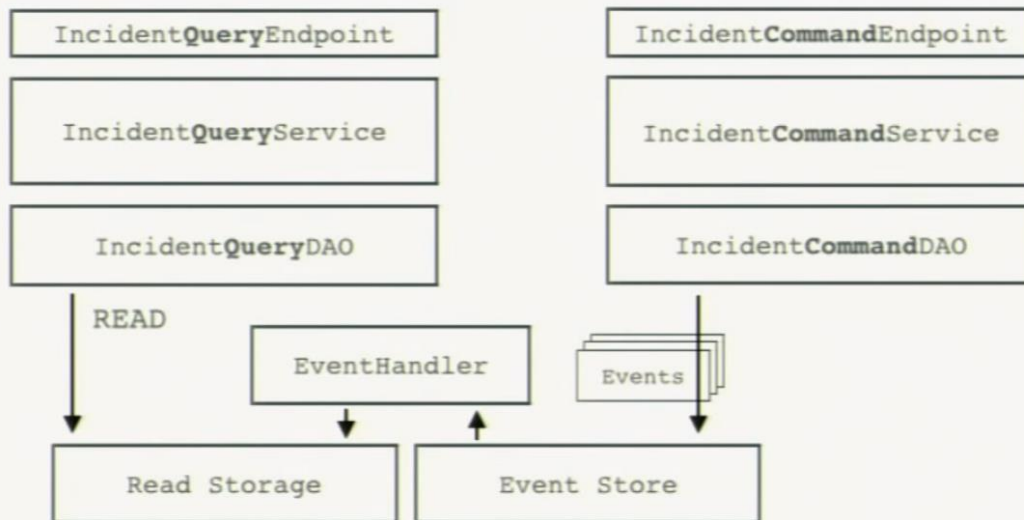 IncidentQueryEndpoint
IncidentCommandEndpoint
IncidentQueryService
IncidentCommandService
IncidentQueryDAO
IncidentCommandDAO
READ
EventHandler
Events
Read Storage
Event Store